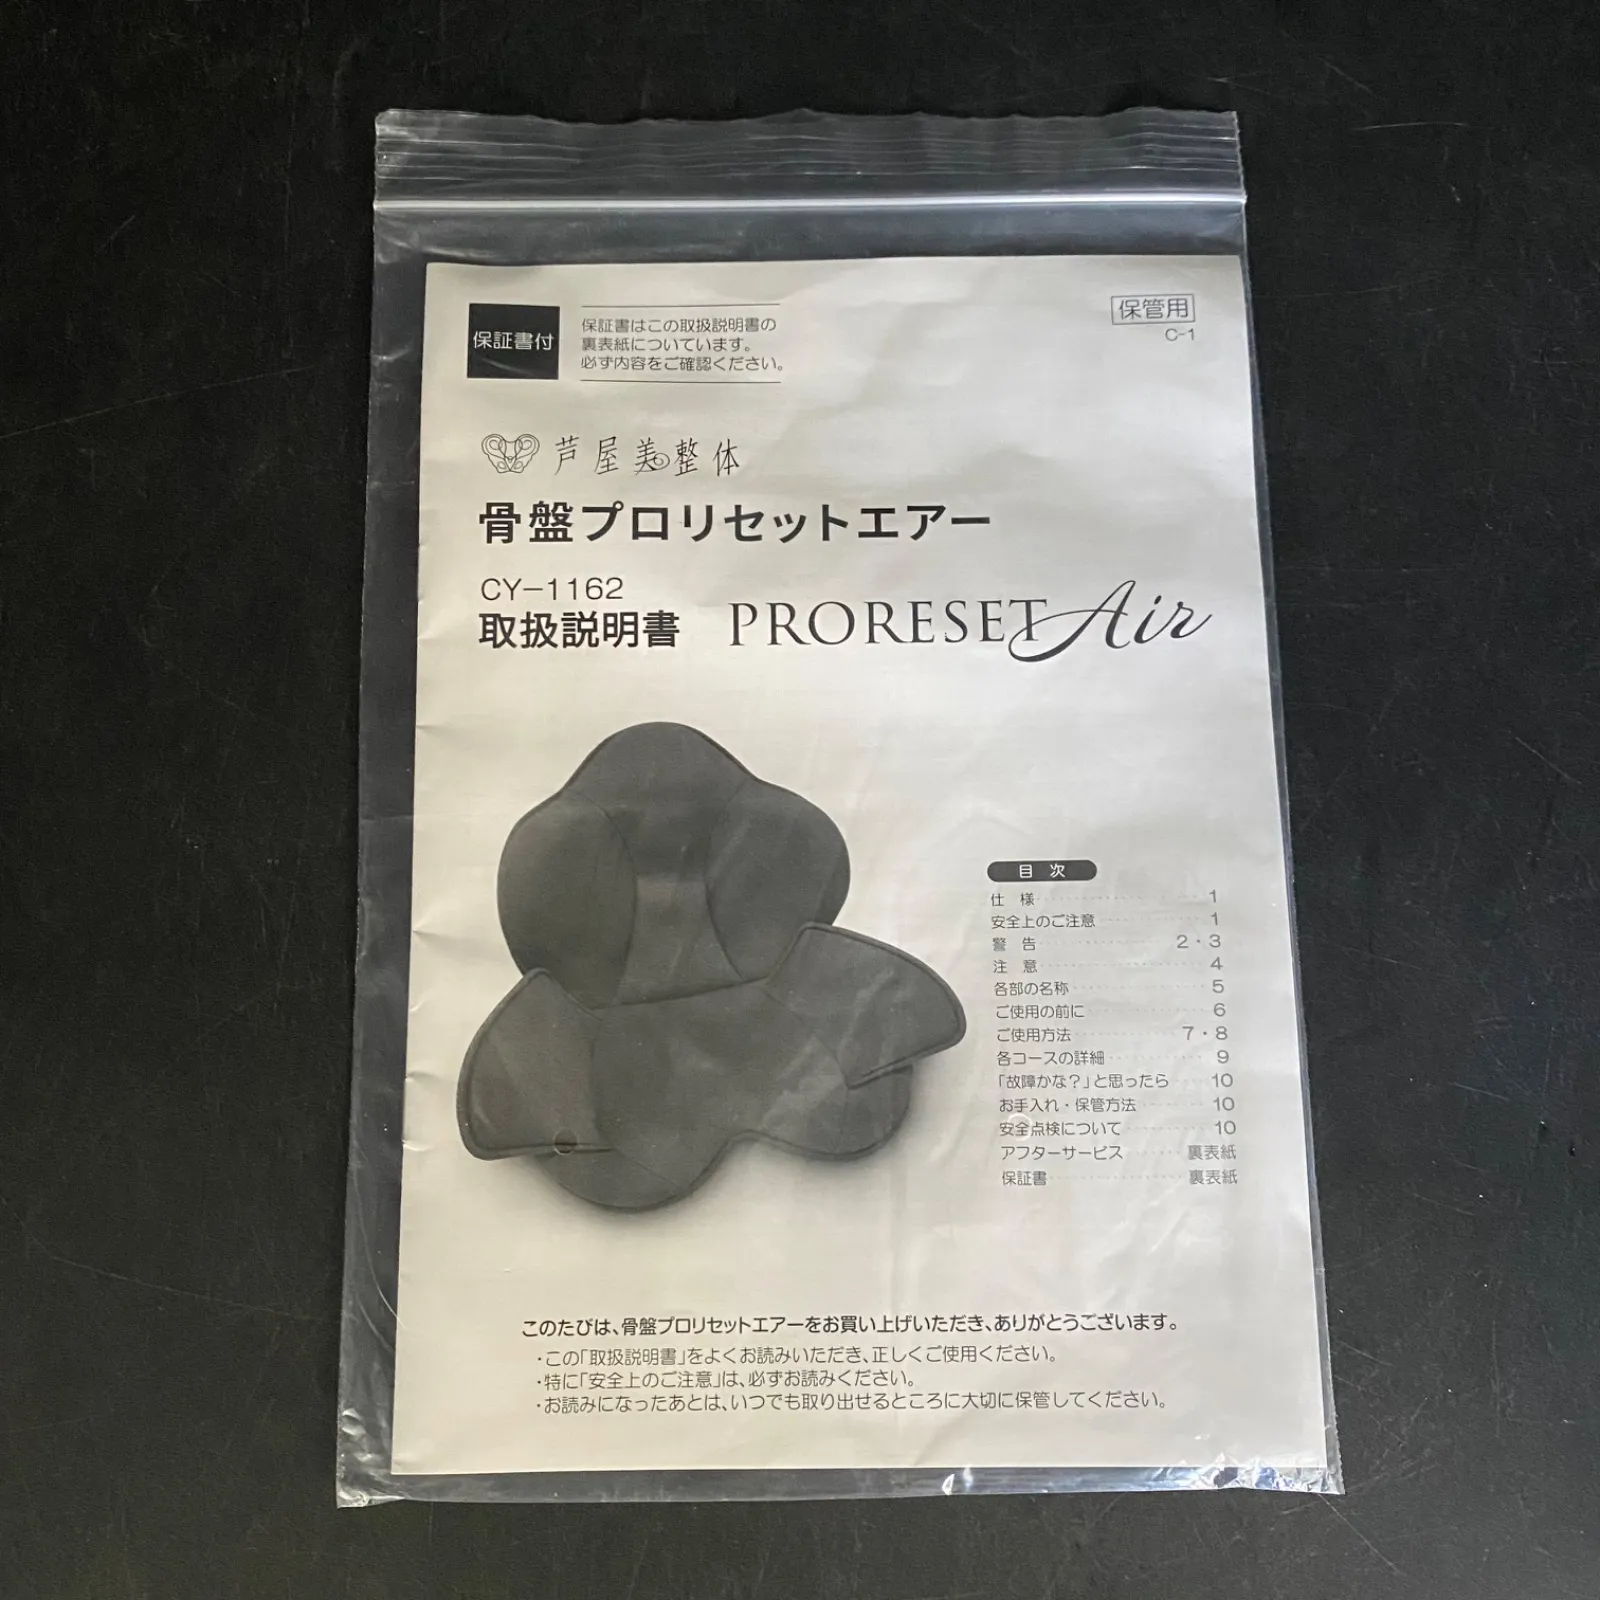 保証書付
保証書はこの取扱説明書の
裏表紙についています。
必ず内容をご確認ください。
保管用
C-1
芦屋美整体
骨盤プロリセットエアー
CY-1162
取扱説明書
PRORESET Air
目 次
仕 様 1
安全上のご注意 1
警 告 2・3
注 意 4
各部の名称 5
ご使用の前に 6
ご使用方法 7・8
各コースの詳細 9
「故障かな？」と思ったら 10
お手入れ・保管方法 10
安全点検について 10
アフターサービス 裏表紙
保証書 裏表紙
このたびは、骨盤プロリセットエアーをお買い上げいただき、ありがとうございます。
・この「取扱説明書」をよくお読みいただき、正しくご使用ください。
・特に「安全上のご注意」は、必ずお読みください。
・お読みになったあとは、いつでも取り出せるところに大切に保管してください。